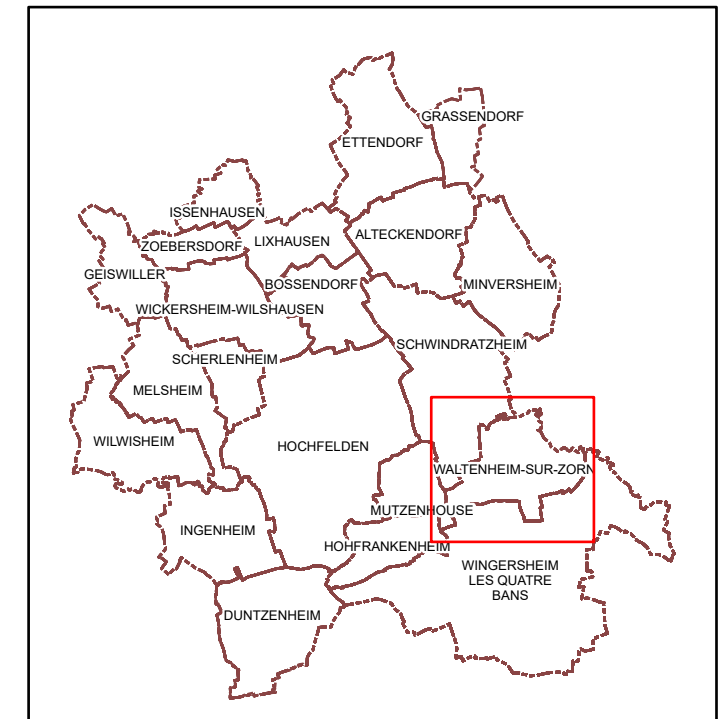 GRASSENDORF
ETTENDORF
ISSENHAUSEN
ALTECKENDORF
ZOEBERSDORF
LIXHAUSEN
GEISWILLER
BOSSENDORF
MINVERSHEIM
WICKERSHEIM-WILSHAUSEN
SCHWINDRATZHEIM
SCHERLENHEIM
MELSHEIM
WILWISHEIM
HOCHFELDEN
WALTENHEIM-SUR-ZORN
MUTZENHOUSE
INGENHEIM
HOHFRANKENHEIM
WINGERSHEIM
LES QUATRE
BANS
DUNTZENHEIM